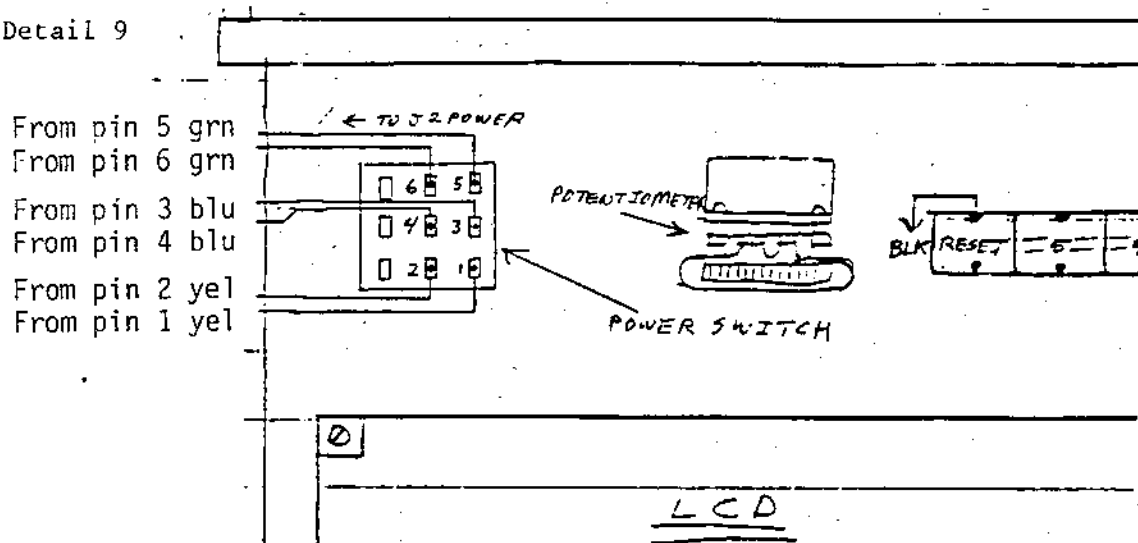 Detail 9
From pin 5 grn
← TO J2 POWER
From pin 6 grn
6 5
From pin 3 blu
4 3
From pin 4 blu
2 1
From pin 2 yel
From pin 1 yel
POTENTIOMETER
POWER SWITCH
BLK RESET 5
Ø
LCD